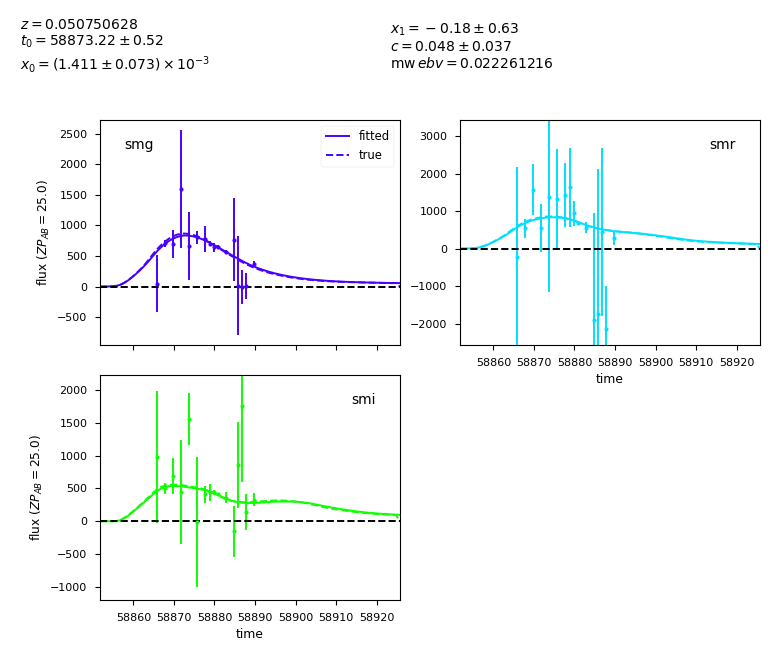 z = 0.050750628
t₀ = 58873.22 ± 0.52
x₀ = (1.411 ± 0.073) × 10⁻³
x₁ = −0.18 ± 0.63
c = 0.048 ± 0.037
mw ebv = 0.022261216
smg
fitted
true
2500
2000
1500
1000
500
0
−500
flux (ZP_AB = 25.0)
smr
3000
2000
1000
0
−1000
−2000
58860 58870 58880 58890 58900 58910 58920
time
smi
2000
1500
1000
500
0
−500
−1000
flux (ZP_AB = 25.0)
58860 58870 58880 58890 58900 58910 58920
time